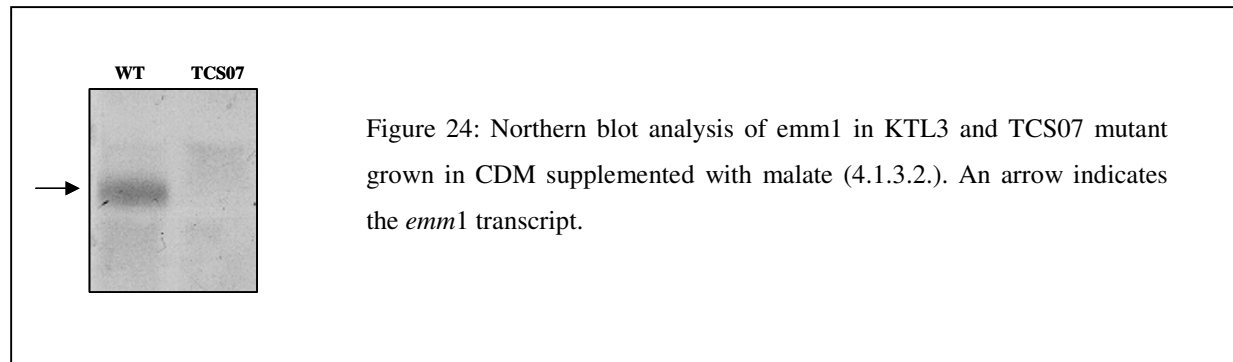 WT TCS07
Figure 24: Northern blot analysis of emm1 in KTL3 and TCS07 mutant
grown in CDM supplemented with malate (4.1.3.2.). An arrow indicates
the emm1 transcript.